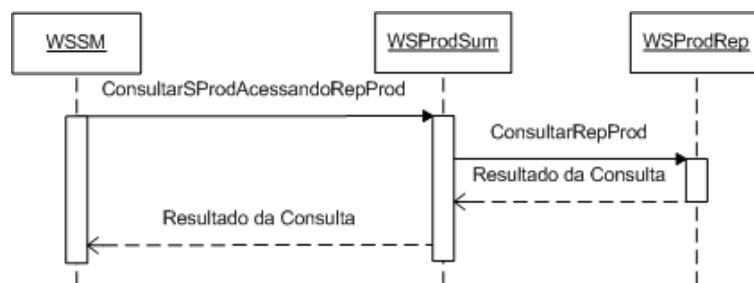 WSSM
WSProdSum
WSProdRep
ConsultarSProdAcessandoRepProd
ConsultarRepProd
Resultado da Consulta
Resultado da Consulta